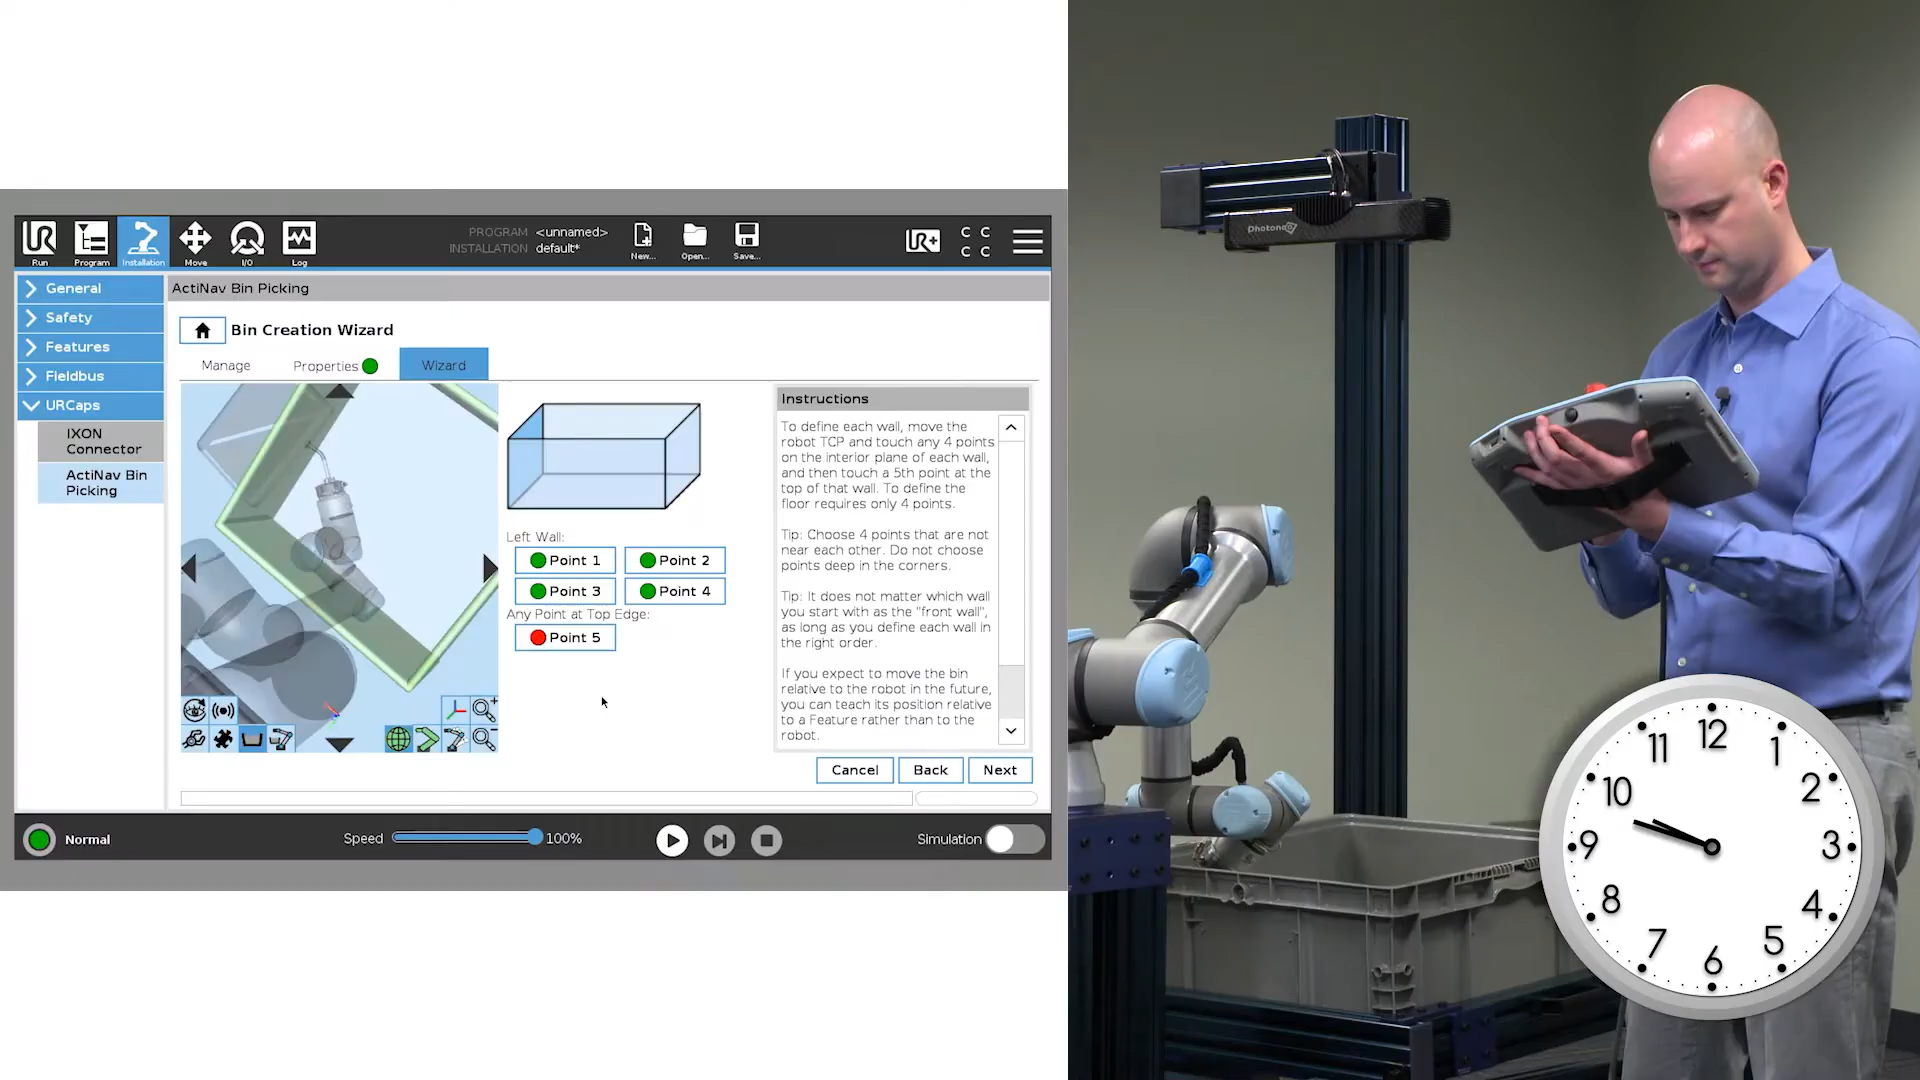 UR
Run
Program
Installation
Move
I/O
Log
PROGRAM <unnamed>
INSTALLATION default*
New...
Open...
Save...
UR+
C C
C C
General
Safety
Features
Fieldbus
URCaps
IXON
Connector
ActiNav Bin
Picking
ActiNav Bin Picking
Bin Creation Wizard
Manage
Properties
Wizard
Left Wall:
Point 1
Point 2
Point 3
Point 4
Any Point at Top Edge:
Point 5
Instructions
To define each wall, move the
robot TCP and touch any 4 points
on the interior plane of each wall,
and then touch a 5th point at the
top of that wall. To define the
floor requires only 4 points.
Tip: Choose 4 points that are not
near each other. Do not choose
points deep in the corners.
Tip: It does not matter which wall
you start with as the "front wall",
as long as you define each wall in
the right order.
If you expect to move the bin
relative to the robot in the future,
you can teach its position relative
to a Feature rather than to the
robot.
Cancel
Back
Next
Normal
Speed
100%
Simulation
Photoneo
12
1
2
3
4
5
6
7
8
9
10
11